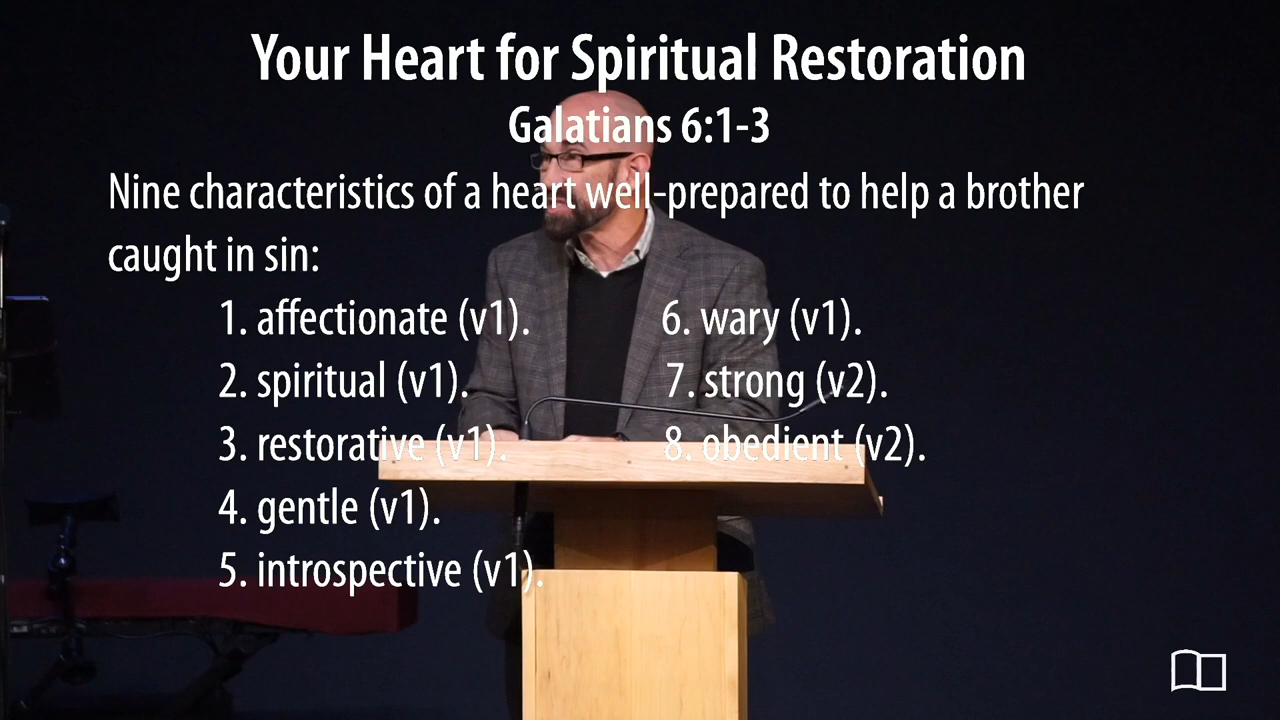 Your Heart for Spiritual Restoration
Galatians 6:1-3
Nine characteristics of a heart well-prepared to help a brother
caught in sin:
1. affectionate (v1).
2. spiritual (v1).
3. restorative (v1).
4. gentle (v1).
5. introspective (v1).
6. wary (v1).
7. strong (v2).
8. obedient (v2).